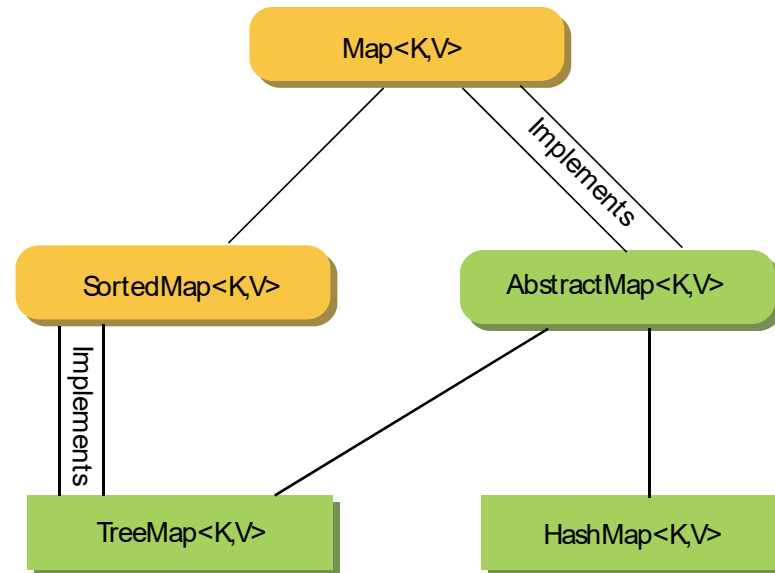 Map<K,V>
Implements
SortedMap<K,V>
AbstractMap<K,V>
Implements
TreeMap<K,V>
HashMap<K,V>